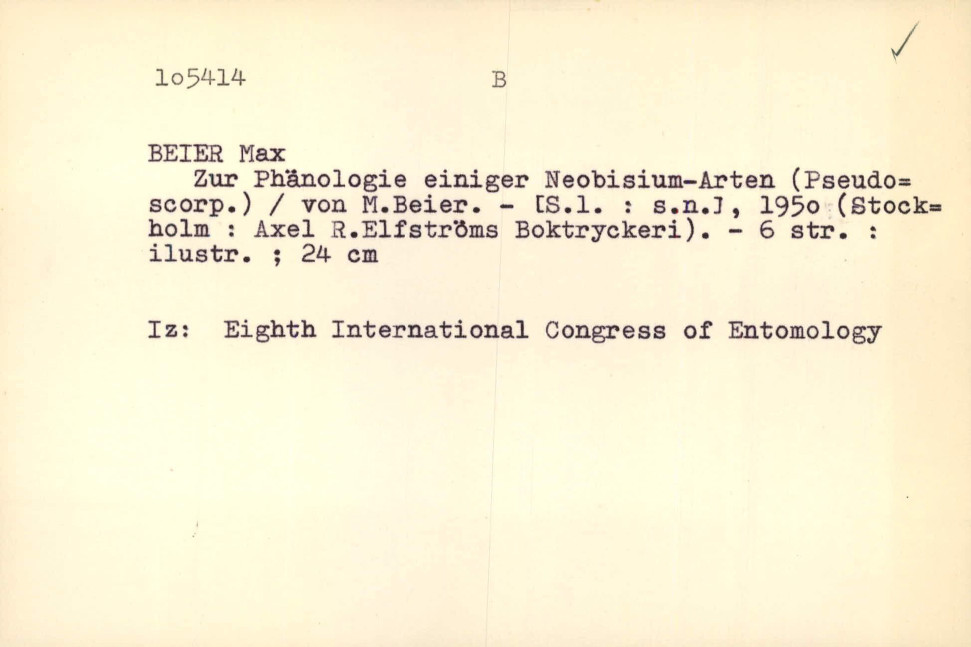 1o5414 B
BEIER Max
Zur Phänologie einiger Neobisium-Arten (Pseudo=
scorp.) / von M.Beier. - [S.l. : s.n.], 195o (Stock=
holm : Axel R.Elfströms Boktryckeri). - 6 str. :
ilustr. ; 24 cm
Iz: Eighth International Congress of Entomology